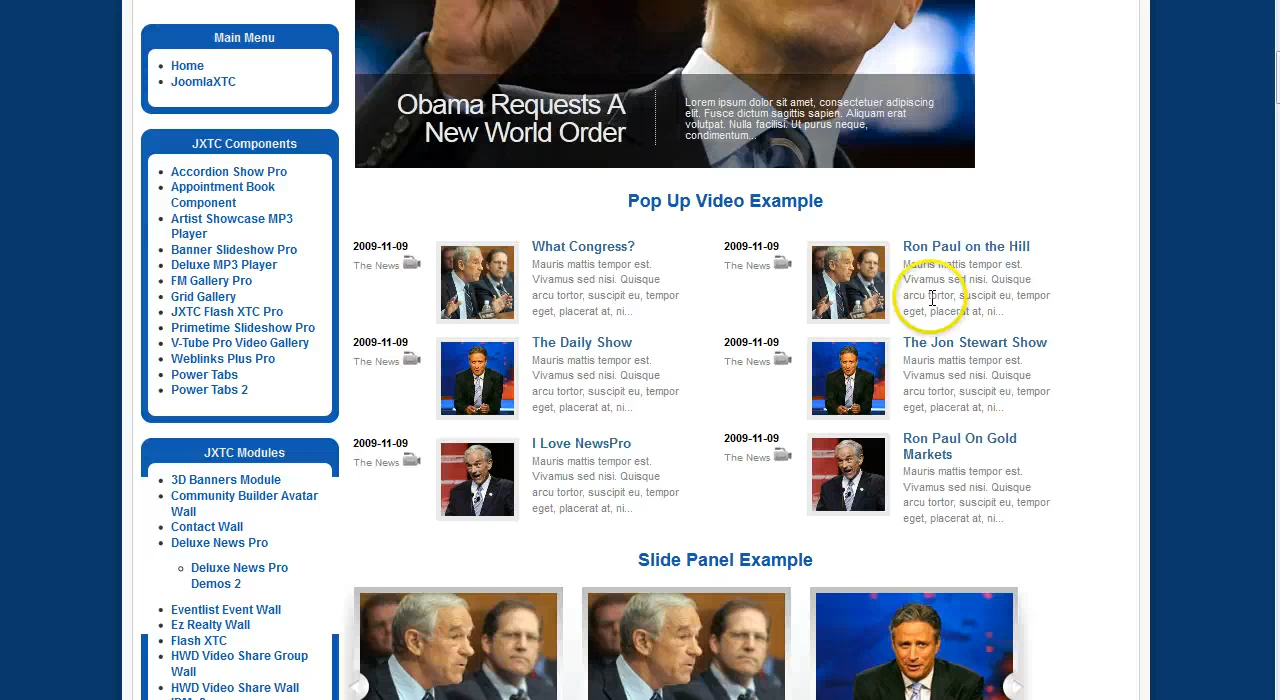 Main Menu
Home
JoomlaXTC
JXTC Components
Accordion Show Pro
Appointment Book
Component
Artist Showcase MP3
Player
Banner Slideshow Pro
Deluxe MP3 Player
FM Gallery Pro
Grid Gallery
JXTC Flash XTC Pro
Primetime Slideshow Pro
V-Tube Pro Video Gallery
Weblinks Plus Pro
Power Tabs
Power Tabs 2
JXTC Modules
3D Banners Module
Community Builder Avatar
Wall
Contact Wall
Deluxe News Pro
Deluxe News Pro
Demos 2
Eventlist Event Wall
Ez Realty Wall
Flash XTC
HWD Video Share Group
Wall
HWD Video Share Wall
Obama Requests A
New World Order
Lorem ipsum dolor sit amet, consectetuer adipiscing
elit. Fusce dictum sagittis sapien. Aliquam erat
volutpat. Nulla facilisi. Ut purus neque,
condimentum...
Pop Up Video Example
2009-11-09
The News
What Congress?
Mauris mattis tempor est.
Vivamus sed nisi. Quisque
arcu tortor, suscipit eu, tempor
eget, placerat at, ni...
2009-11-09
The News
Ron Paul on the Hill
Mauris mattis tempor est.
Vivamus sed nisi. Quisque
arcu tortor, suscipit eu, tempor
eget, placerat at, ni...
2009-11-09
The News
The Daily Show
Mauris mattis tempor est.
Vivamus sed nisi. Quisque
arcu tortor, suscipit eu, tempor
eget, placerat at, ni...
2009-11-09
The News
The Jon Stewart Show
Mauris mattis tempor est.
Vivamus sed nisi. Quisque
arcu tortor, suscipit eu, tempor
eget, placerat at, ni...
2009-11-09
The News
I Love NewsPro
Mauris mattis tempor est.
Vivamus sed nisi. Quisque
arcu tortor, suscipit eu, tempor
eget, placerat at, ni...
2009-11-09
The News
Ron Paul On Gold
Markets
Mauris mattis tempor est.
Vivamus sed nisi. Quisque
arcu tortor, suscipit eu, tempor
eget, placerat at, ni...
Slide Panel Example